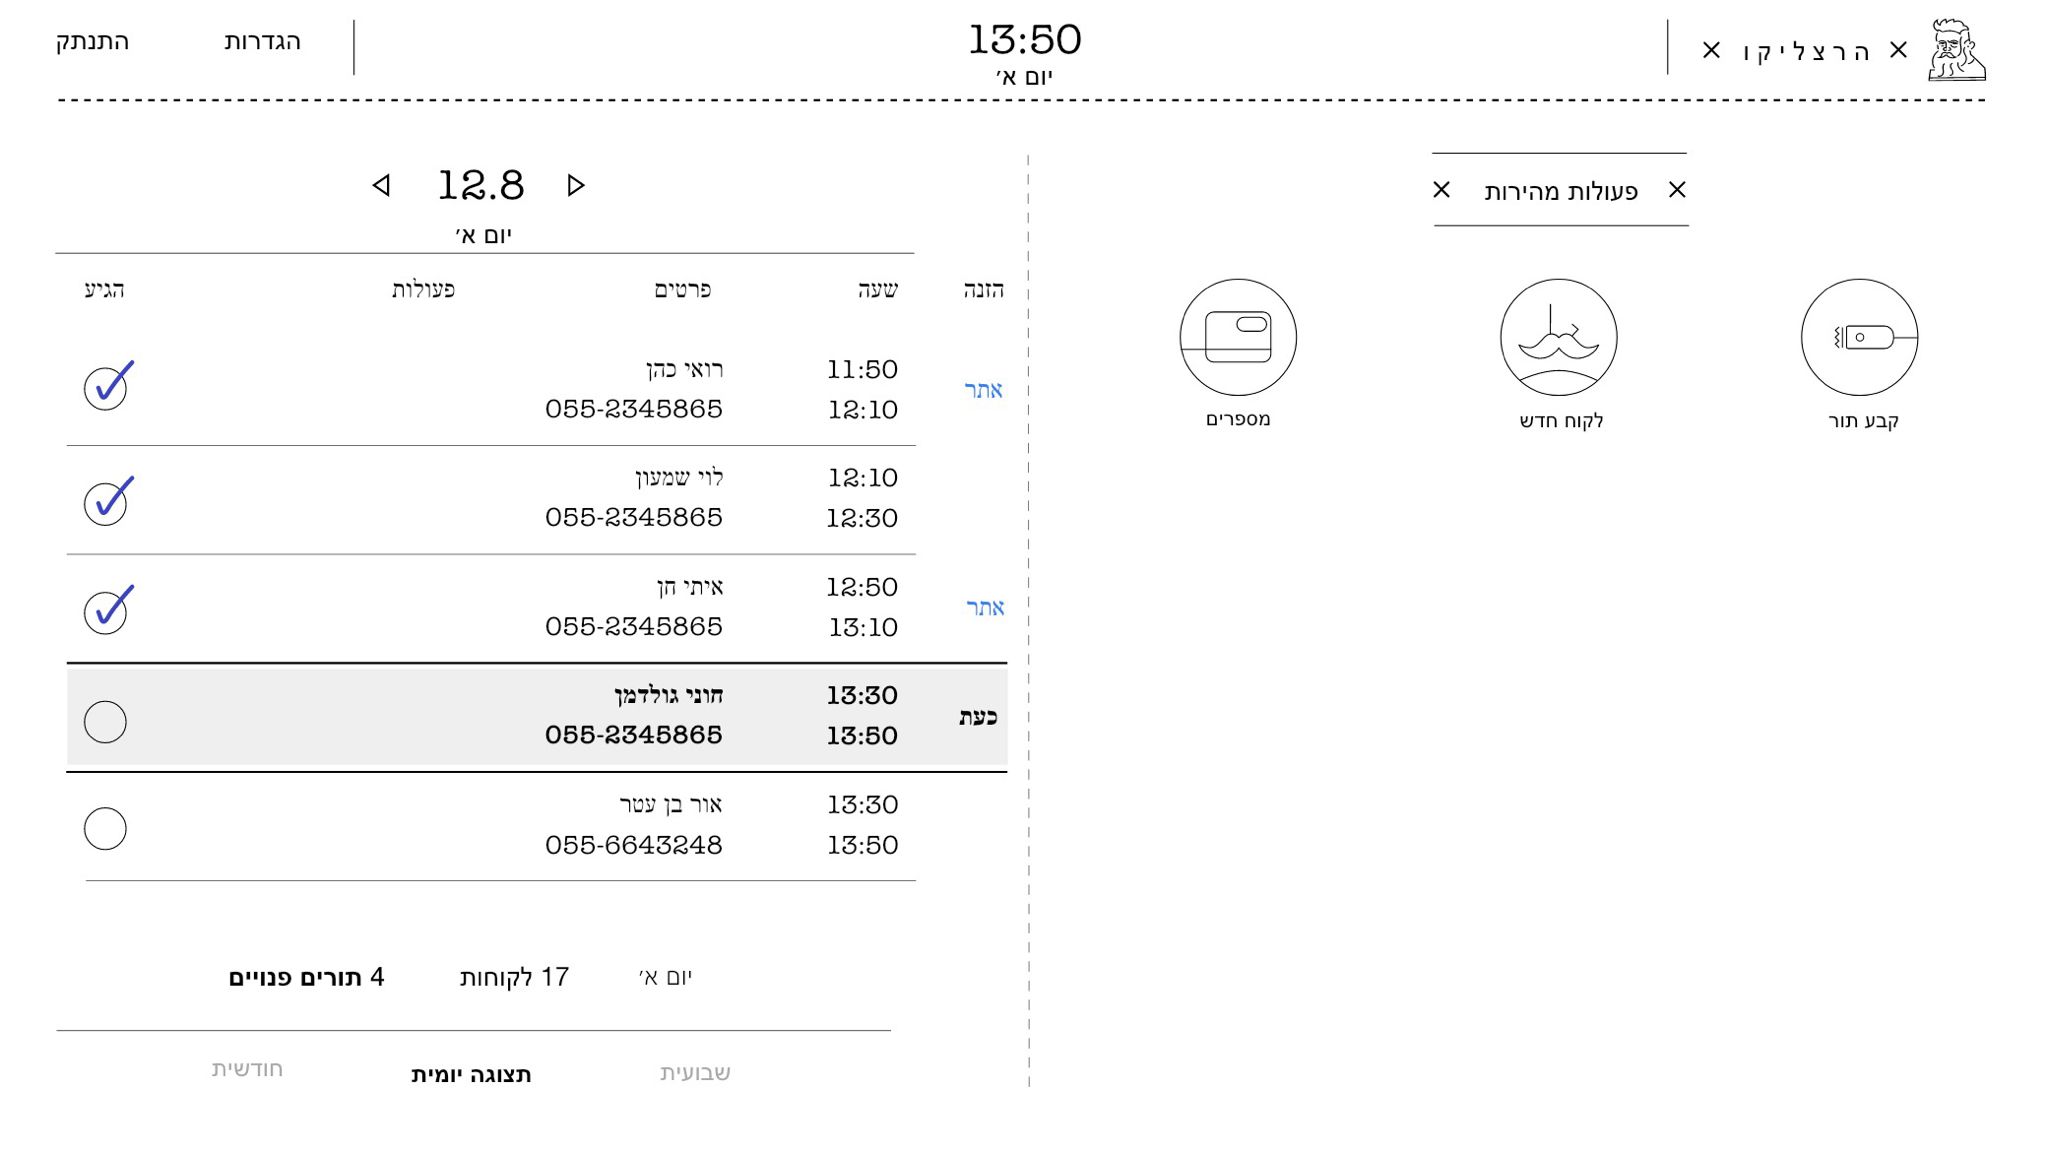 הרצליקו
13:50
יום א׳
הגדרות
התנתק
פעולות מהירות
קבע תור
לקוח חדש
מספרים
12.8
יום א׳
הזנה שעה פרטים פעולות הגיע
אתר
11:50
12:10
רואי כהן
055-2345865
12:10
12:30
לוי שמעון
055-2345865
אתר
12:50
13:10
איתי חן
055-2345865
כעת
13:30
13:50
חוני גולדמן
055-2345865
13:30
13:50
אור בן עטר
055-6643248
יום א׳ 17 לקוחות 4 תורים פנויים
שבועית תצוגה יומית חודשית